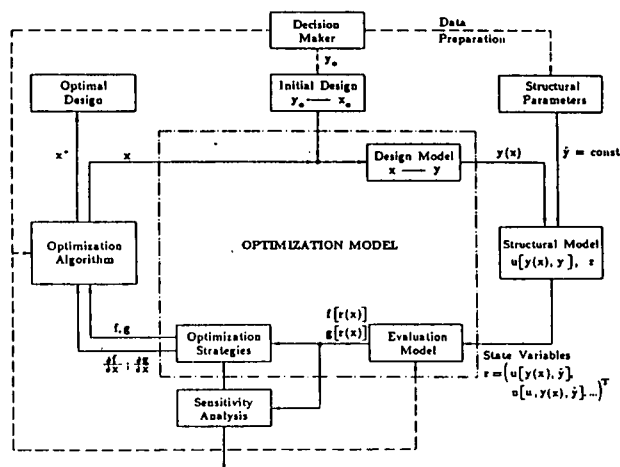 Decision
Maker
Data
Preparation
y₀
Optimal
Design
Initial Design
y₀ — x₀
Structural
Parameters
x*
x
Design Model
x — y
y(x)
ŷ = const
OPTIMIZATION MODEL
Optimization
Algorithm
Structural Model
u[y(x), y], r
f, g
∂f/∂x ; ∂g/∂x
Optimization
Strategies
f[r(x)]
g[r(x)]
Evaluation
Model
State Variables
r = (u[y(x), ŷ],
Sensitivity
Analysis
[u, y(x), ŷ]...)ᵀ